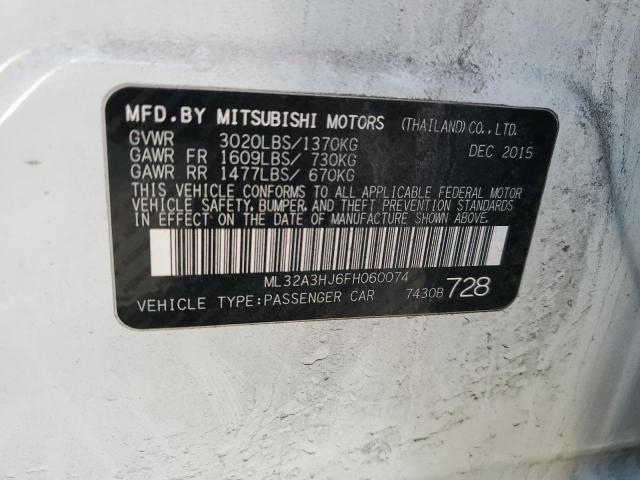 MFD.BY MITSUBISHI MOTORS (THAILAND) CO.,LTD.
GVWR 3020LBS/1370KG DEC 2015
GAWR FR 1609LBS/ 730KG
GAWR RR 1477LBS/ 670KG
THIS VEHICLE CONFORMS TO ALL APPLICABLE FEDERAL MOTOR
VEHICLE SAFETY, BUMPER, AND THEFT PREVENTION STANDARDS
IN EFFECT ON THE DATE OF MANUFACTURE SHOWN ABOVE.
ML32A3HJ6FH060074
VEHICLE TYPE:PASSENGER CAR 7430B 728